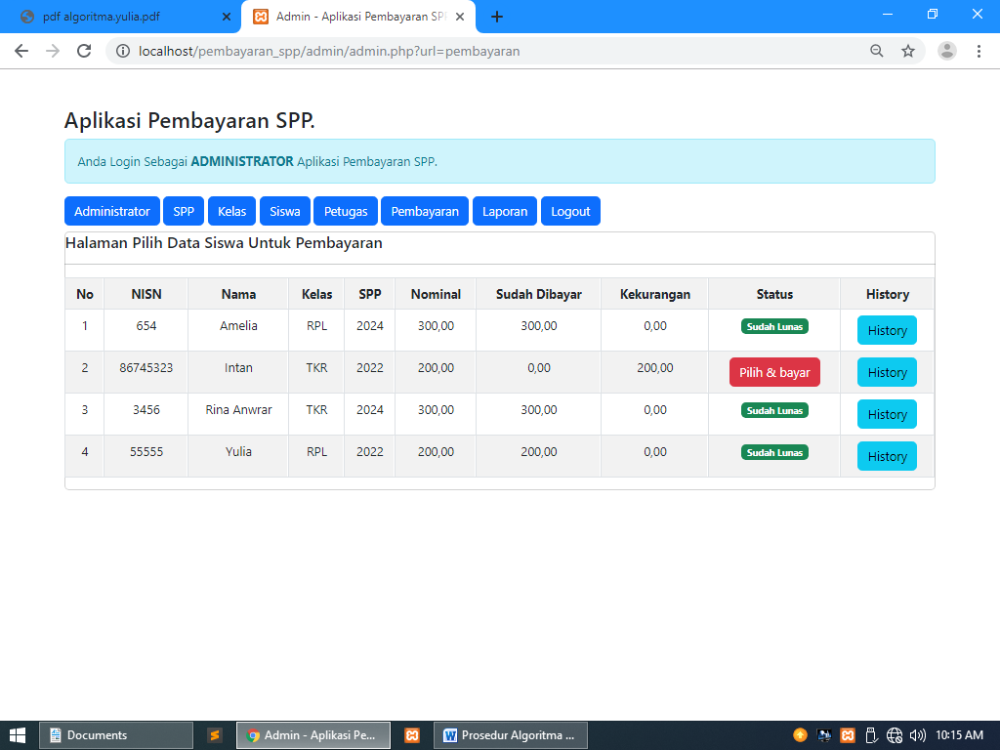 pdf algoritma.yulia.pdf
Admin - Aplikasi Pembayaran SP
localhost/pembayaran_spp/admin/admin.php?url=pembayaran
Aplikasi Pembayaran SPP.
Anda Login Sebagai ADMINISTRATOR Aplikasi Pembayaran SPP.
Administrator SPP Kelas Siswa Petugas Pembayaran Laporan Logout
Halaman Pilih Data Siswa Untuk Pembayaran
No NISN Nama Kelas SPP Nominal Sudah Dibayar Kekurangan Status History
1 654 Amelia RPL 2024 300,00 300,00 0,00 Sudah Lunas History
2 86745323 Intan TKR 2022 200,00 0,00 200,00 Pilih & bayar History
3 3456 Rina Anwrar TKR 2024 300,00 300,00 0,00 Sudah Lunas History
4 55555 Yulia RPL 2022 200,00 200,00 0,00 Sudah Lunas History
Documents
Admin - Aplikasi Pe...
Prosedur Algoritma ...
10:15 AM